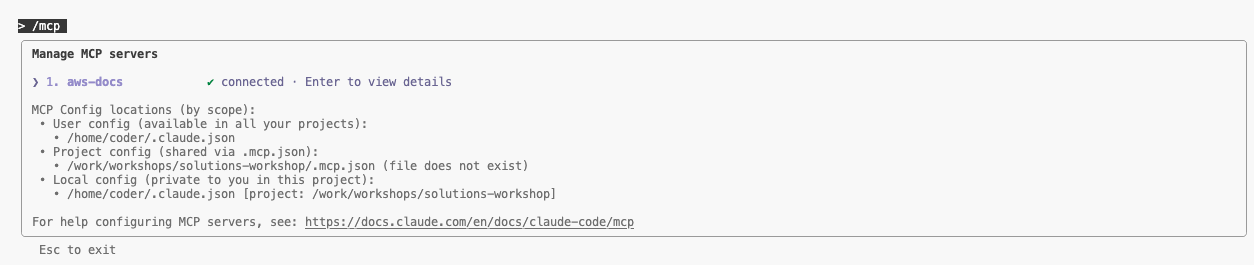 > /mcp
Manage MCP servers
❯ 1. aws-docs ✔ connected · Enter to view details
MCP Config locations (by scope):
• User config (available in all your projects):
• /home/coder/.claude.json
• Project config (shared via .mcp.json):
• /work/workshops/solutions-workshop/.mcp.json (file does not exist)
• Local config (private to you in this project):
• /home/coder/.claude.json [project: /work/workshops/solutions-workshop]
For help configuring MCP servers, see: https://docs.claude.com/en/docs/claude-code/mcp
Esc to exit